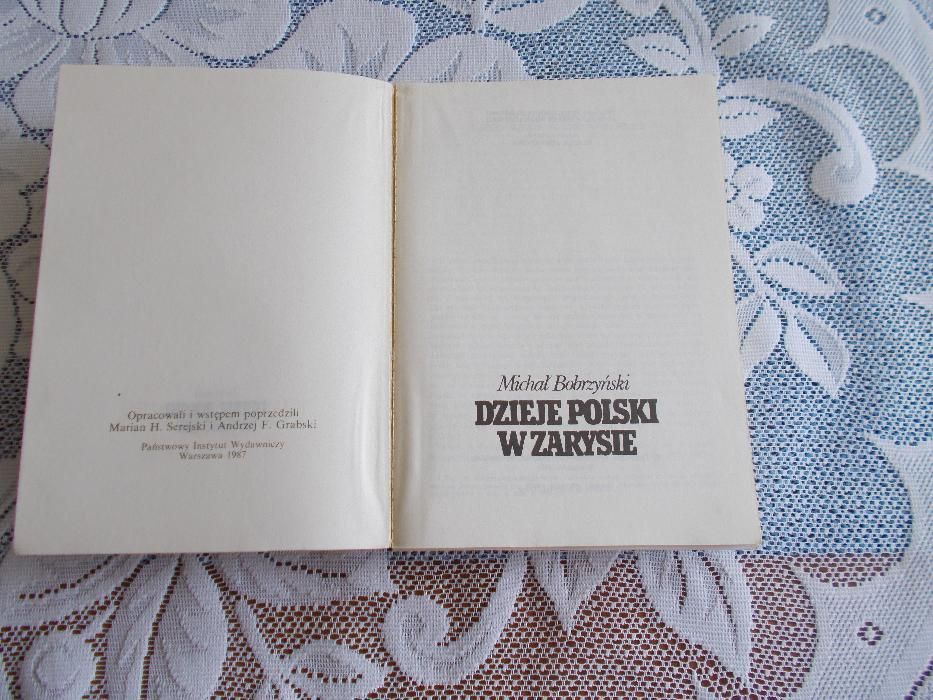 Opracowali i wstępem poprzedzili
Marian H. Serejski i Andrzej F. Grabski
Państwowy Instytut Wydawniczy
Warszawa 1987
Michał Bobrzyński
DZIEJE POLSKI
W ZARYSIE